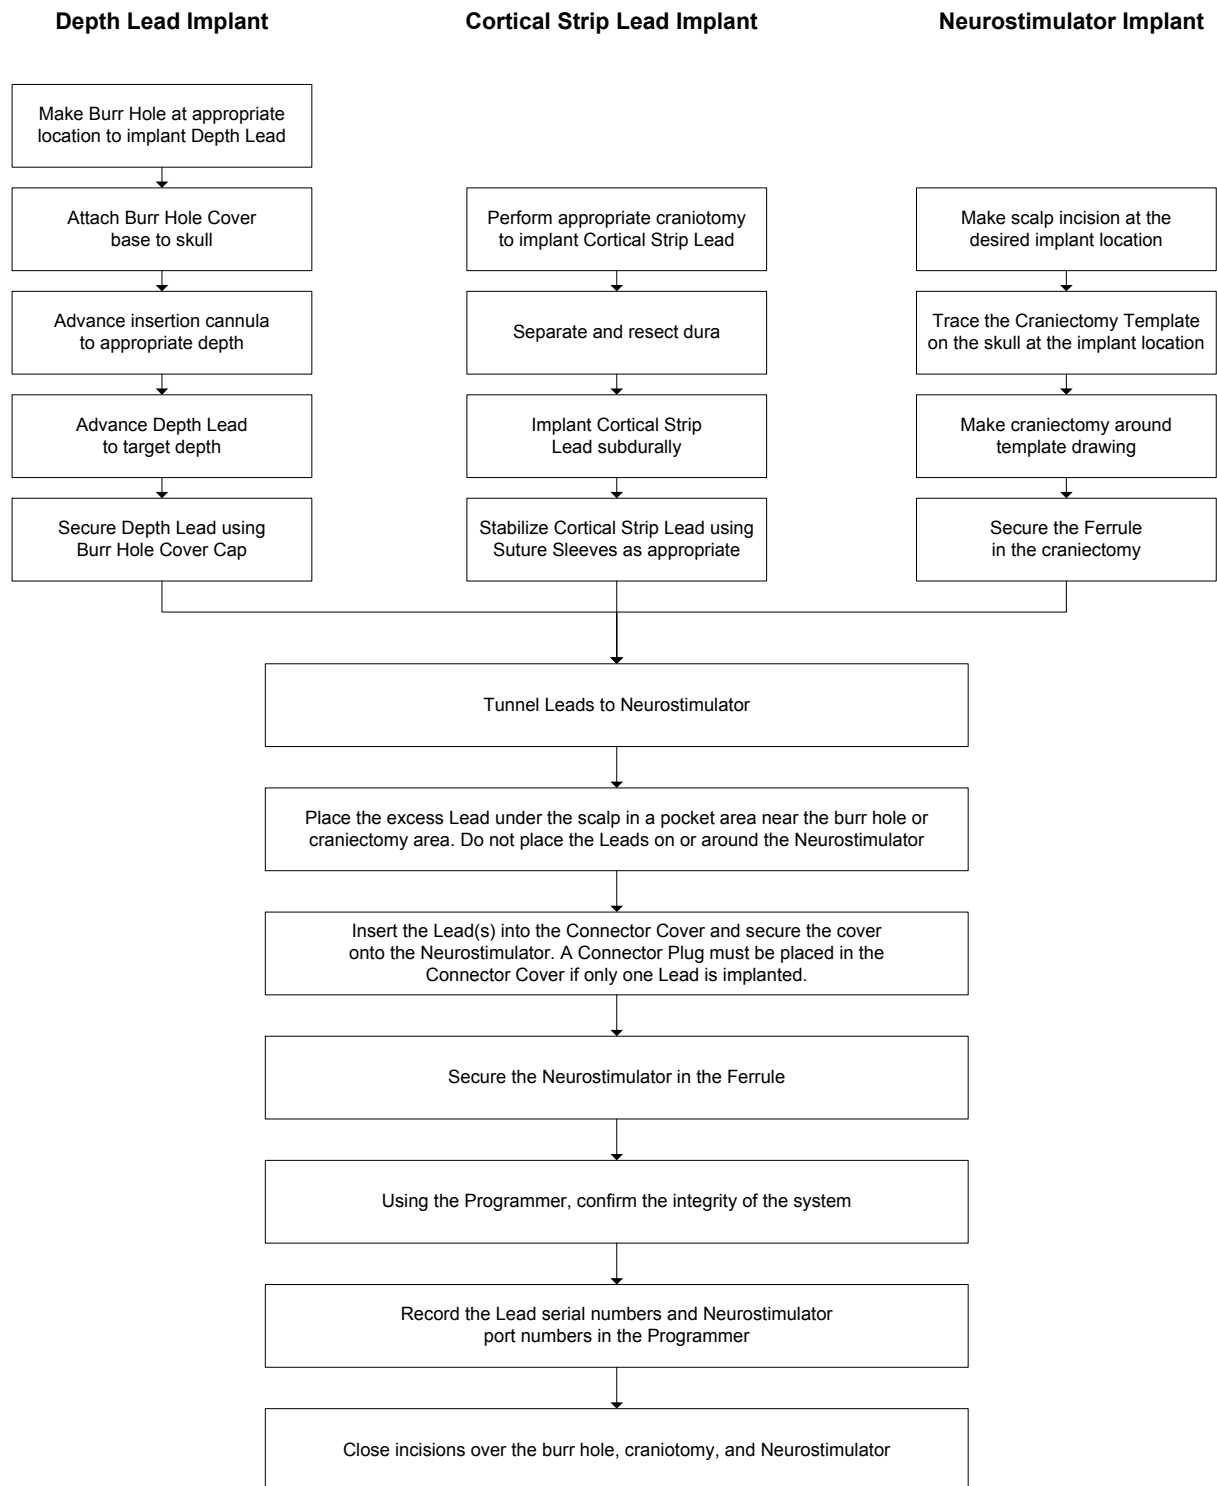 Depth Lead Implant
Cortical Strip Lead Implant
Neurostimulator Implant
Make Burr Hole at appropriate
location to implant Depth Lead
Attach Burr Hole Cover
base to skull
Advance insertion cannula
to appropriate depth
Advance Depth Lead
to target depth
Secure Depth Lead using
Burr Hole Cover Cap
Perform appropriate craniotomy
to implant Cortical Strip Lead
Separate and resect dura
Implant Cortical Strip
Lead subdurally
Stabilize Cortical Strip Lead using
Suture Sleeves as appropriate
Make scalp incision at the
desired implant location
Trace the Craniectomy Template
on the skull at the implant location
Make craniectomy around
template drawing
Secure the Ferrule
in the craniectomy
Tunnel Leads to Neurostimulator
Place the excess Lead under the scalp in a pocket area near the burr hole or
craniectomy area. Do not place the Leads on or around the Neurostimulator
Insert the Lead(s) into the Connector Cover and secure the cover
onto the Neurostimulator. A Connector Plug must be placed in the
Connector Cover if only one Lead is implanted.
Secure the Neurostimulator in the Ferrule
Using the Programmer, confirm the integrity of the system
Record the Lead serial numbers and Neurostimulator
port numbers in the Programmer
Close incisions over the burr hole, craniotomy, and Neurostimulator